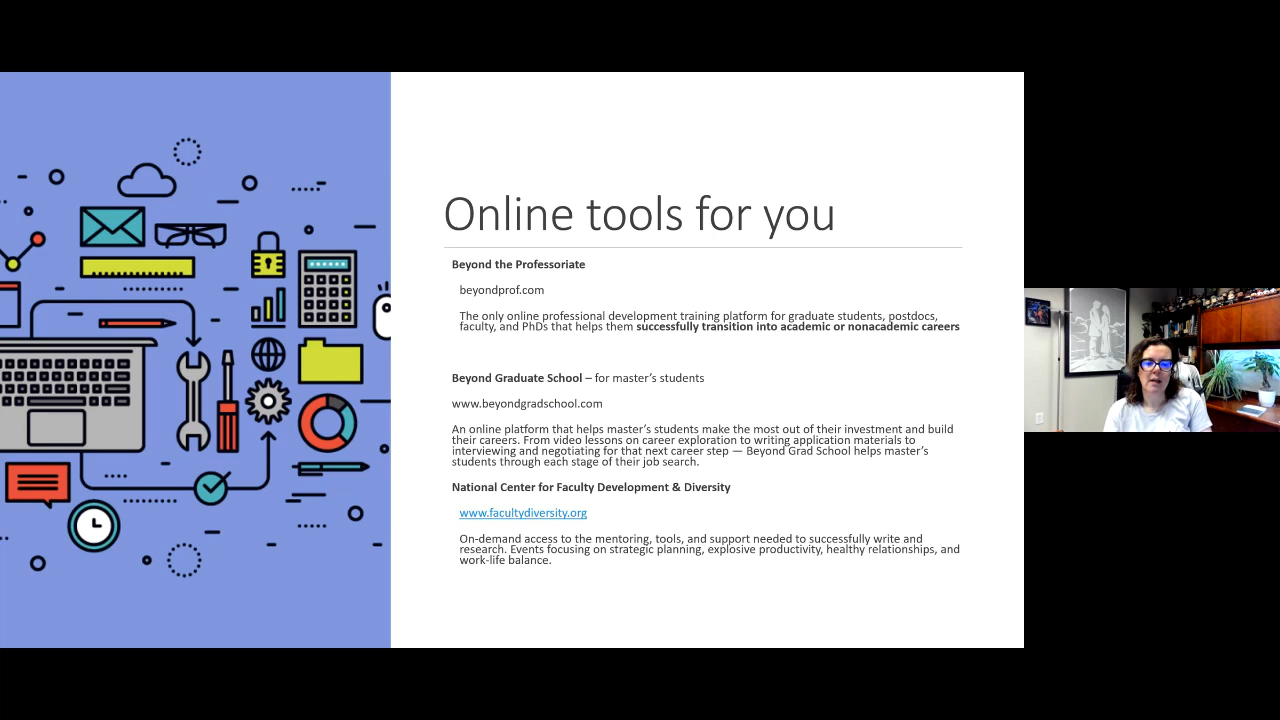 Online tools for you
Beyond the Professoriate
beyondprof.com
The only online professional development training platform for graduate students, postdocs,
faculty, and PhDs that helps them successfully transition into academic or nonacademic careers
Beyond Graduate School – for master’s students
www.beyondgradschool.com
An online platform that helps master’s students make the most out of their investment and build
their careers. From video lessons on career exploration to writing application materials to
interviewing and negotiating for that next career step — Beyond Grad School helps master’s
students through each stage of their job search.
National Center for Faculty Development & Diversity
www.facultydiversity.org
On-demand access to the mentoring, tools, and support needed to successfully write and
research. Events focusing on strategic planning, explosive productivity, healthy relationships, and
work-life balance.